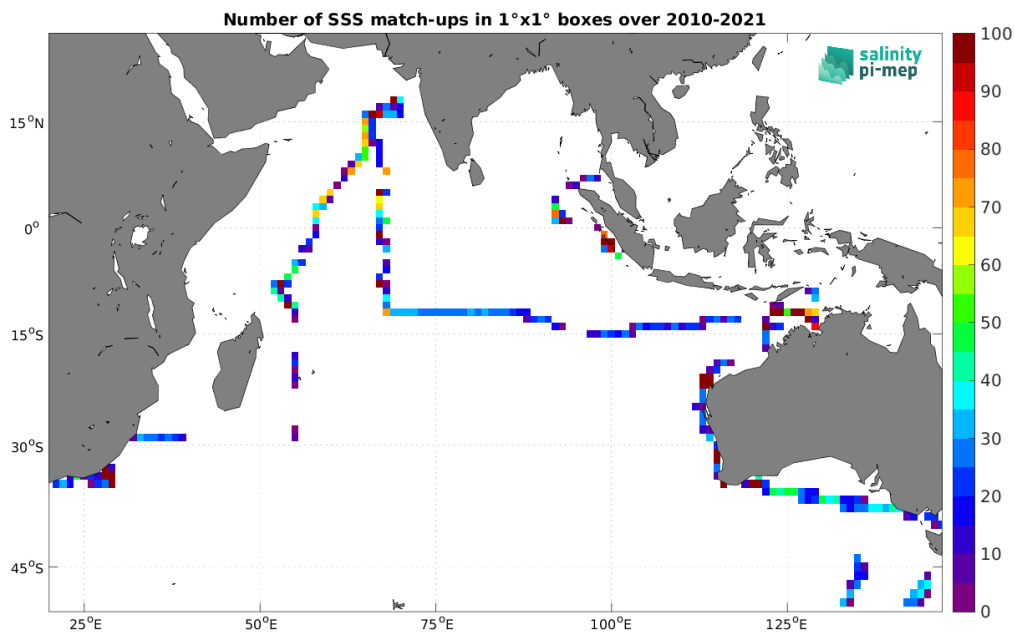 Number of SSS match-ups in 1°x1° boxes over 2010-2021
salinity
pi-mep
100
90
80
70
60
50
40
30
20
10
0
15°N
0°
15°S
30°S
45°S
25°E
50°E
75°E
100°E
125°E